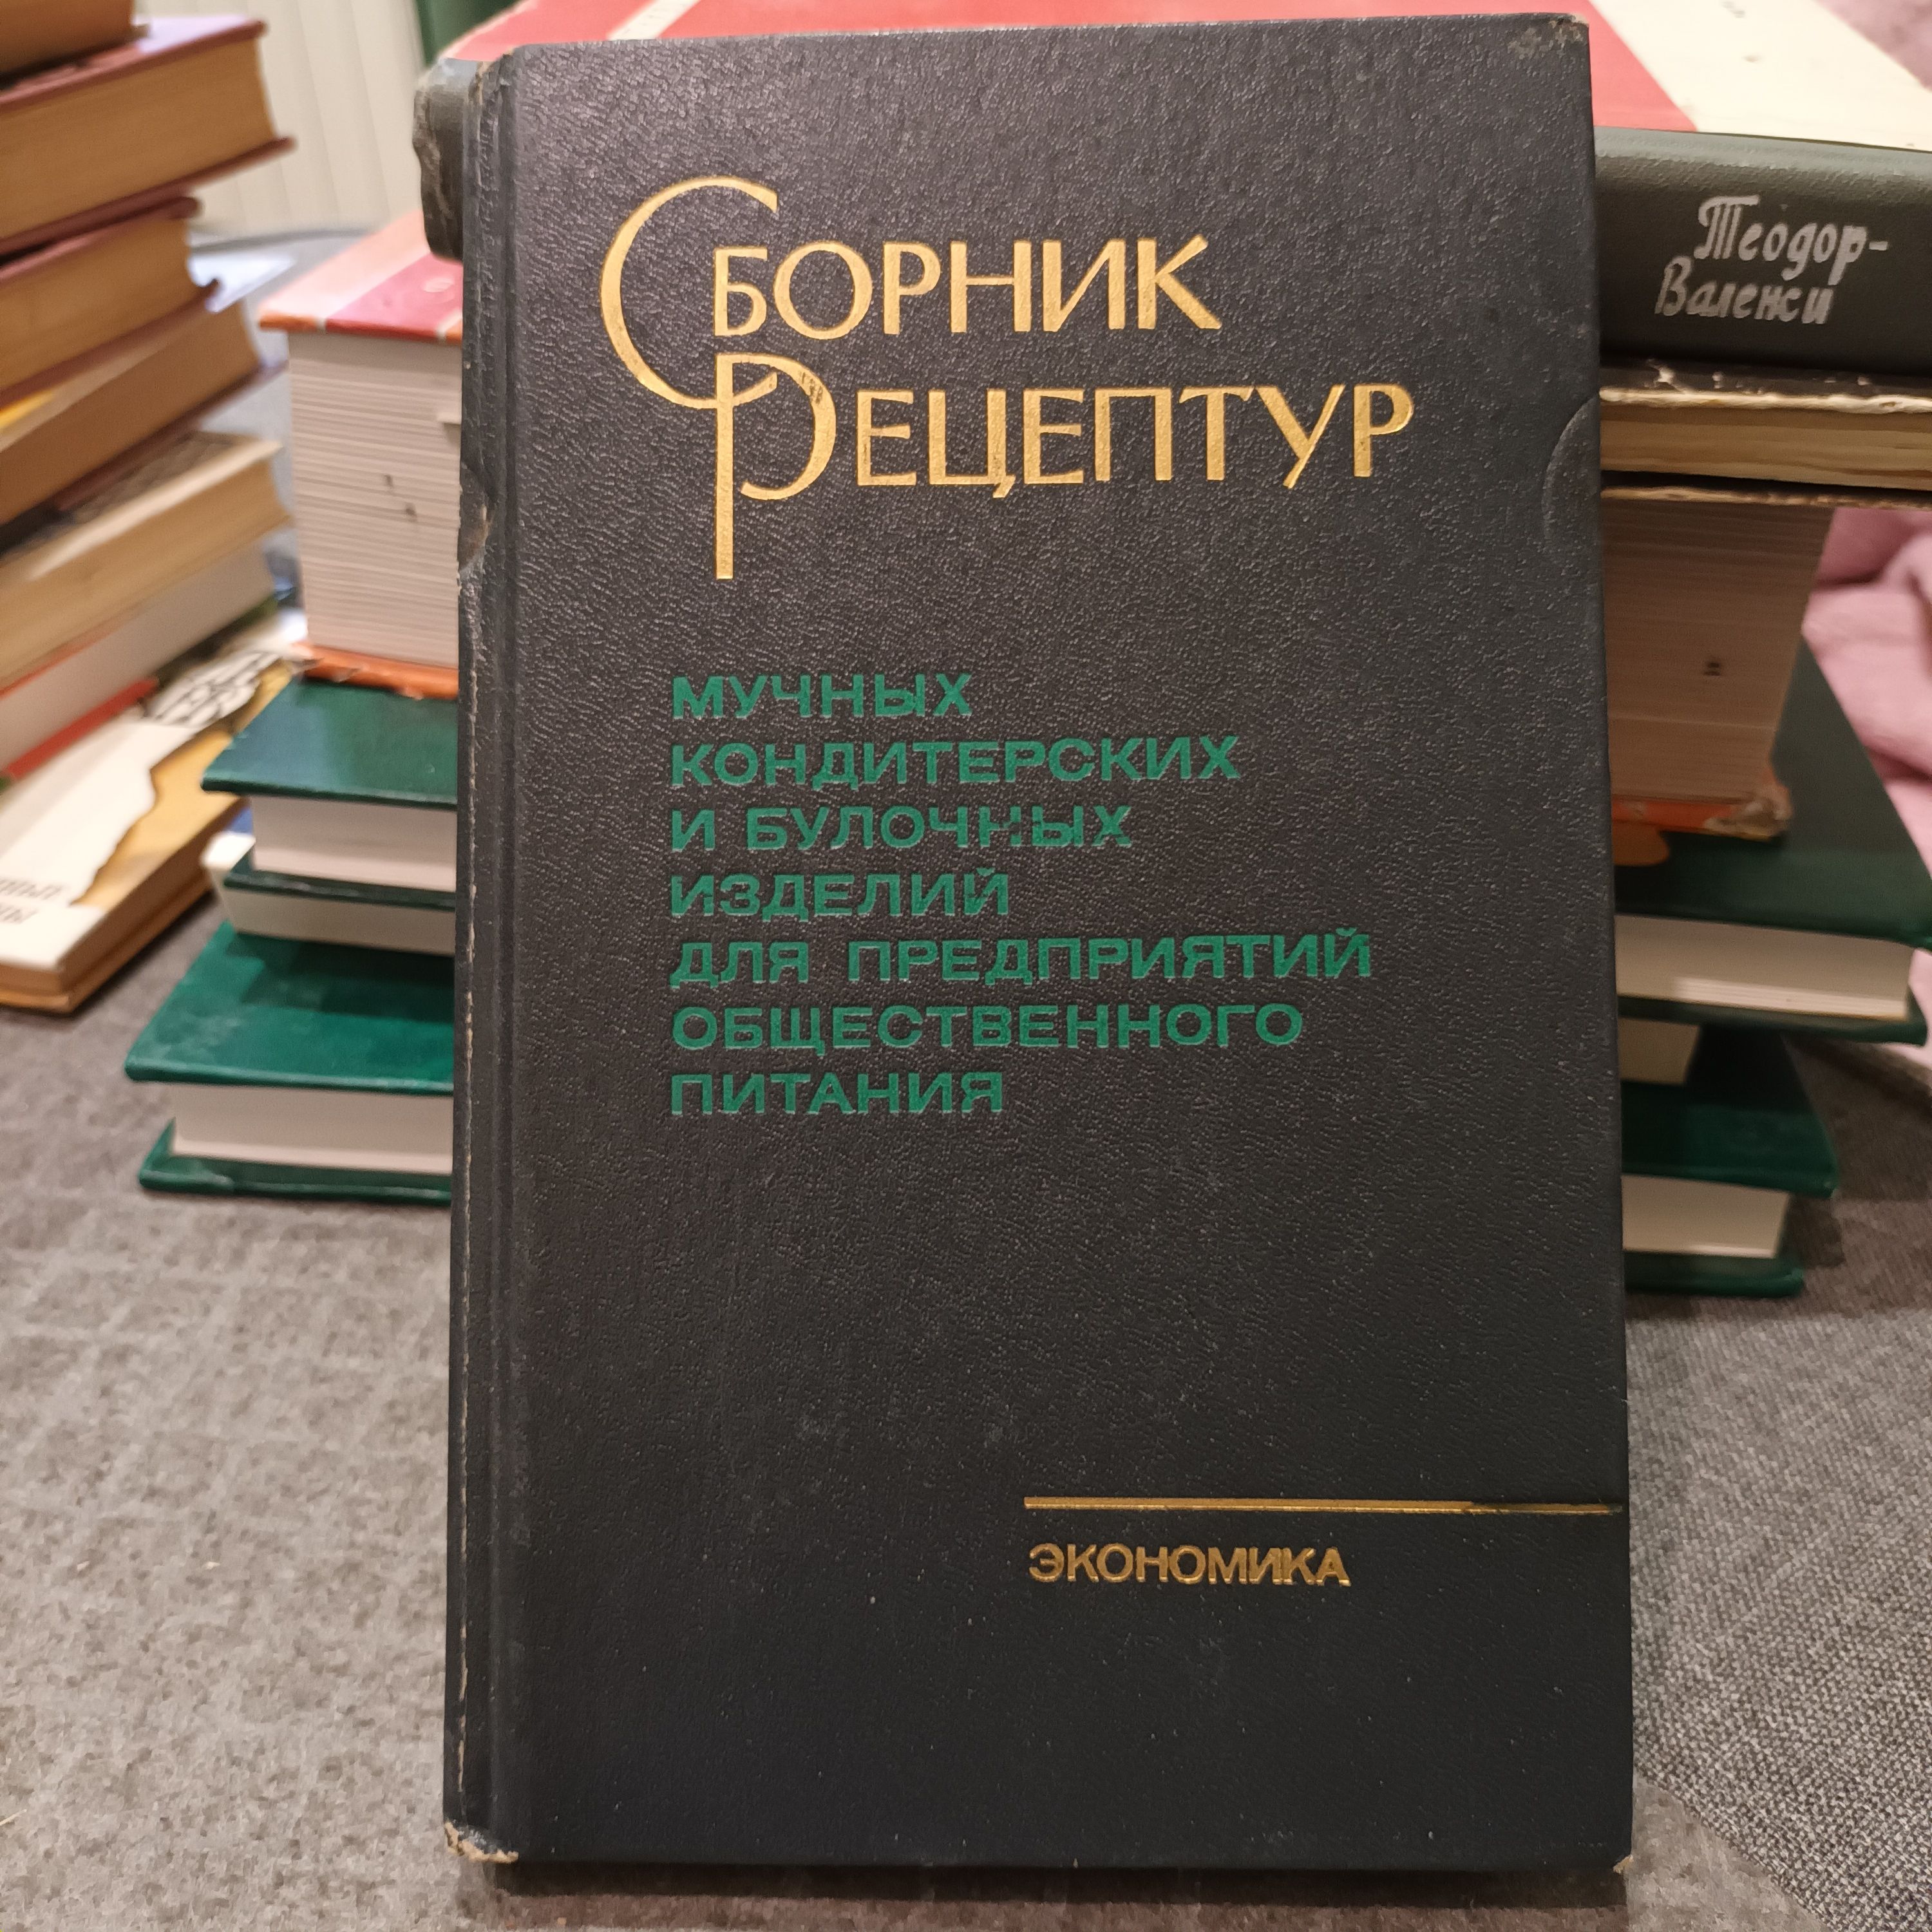 СБОРНИК
РЕЦЕПТУР
МУЧНЫХ
КОНДИТЕРСКИХ
И БУЛОЧНЫХ
ИЗДЕЛИЙ
ДЛЯ ПРЕДПРИЯТИЙ
ОБЩЕСТВЕННОГО
ПИТАНИЯ
ЭКОНОМИКА
Теодор-
Валенси